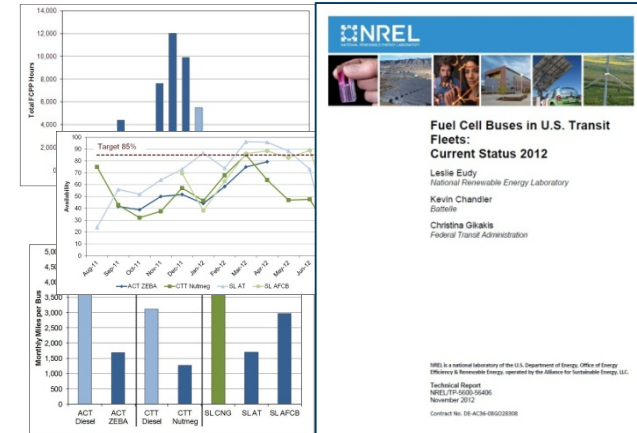 14,000
12,000
10,000
8,000
6,000
4,000
2,000
0
Total FCPP Hours
100
90
80
70
60
50
40
30
20
10
0
Target 85%
Availability
Aug-11
Sep-11
Oct-11
Nov-11
Dec-11
Jan-12
Feb-12
Mar-12
Apr-12
May-12
Jun-12
ACT ZEBA CTT Nutmeg SL AT SL AFCB
3,500
3,000
2,500
2,000
1,500
1,000
500
0
Monthly Miles per Bus
ACT Diesel
ACT ZEBA
CTT Diesel
CTT Nutmeg
SL CNG
SL AT
SL AFCB
NREL
NATIONAL RENEWABLE ENERGY LABORATORY
Fuel Cell Buses in U.S. Transit
Fleets:
Current Status 2012
Leslie Eudy
National Renewable Energy Laboratory
Kevin Chandler
Battelle
Christina Gikakis
Federal Transit Administration
NREL is a national laboratory of the U.S. Department of Energy, Office of Energy
Efficiency & Renewable Energy, operated by the Alliance for Sustainable Energy, LLC.
Technical Report
NREL/TP-5600-56406
November 2012
Contract No. DE-AC36-08GO28308